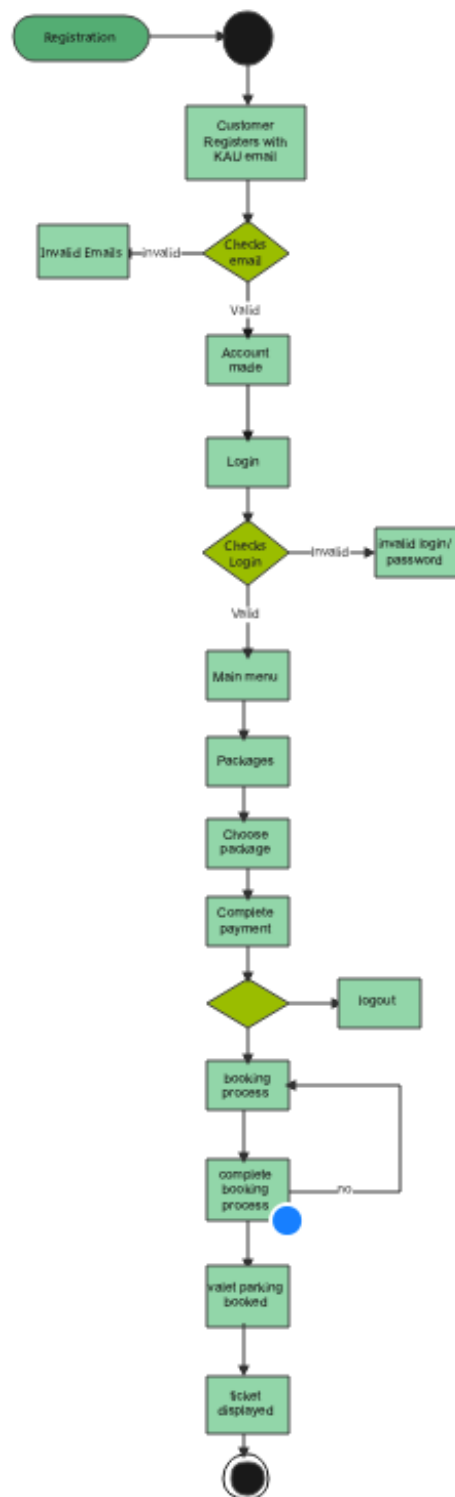 Registration
Customer
Registers with
KAU email
Checks
email
invalid
Invalid Emails
Valid
Account
made
Login
Checks
Login
invalid
invalid login/
password
Valid
Main menu
Packages
Choose
package
Complete
payment
logout
booking
process
complete
booking
process
no
valet parking
booked
ticket
displayed